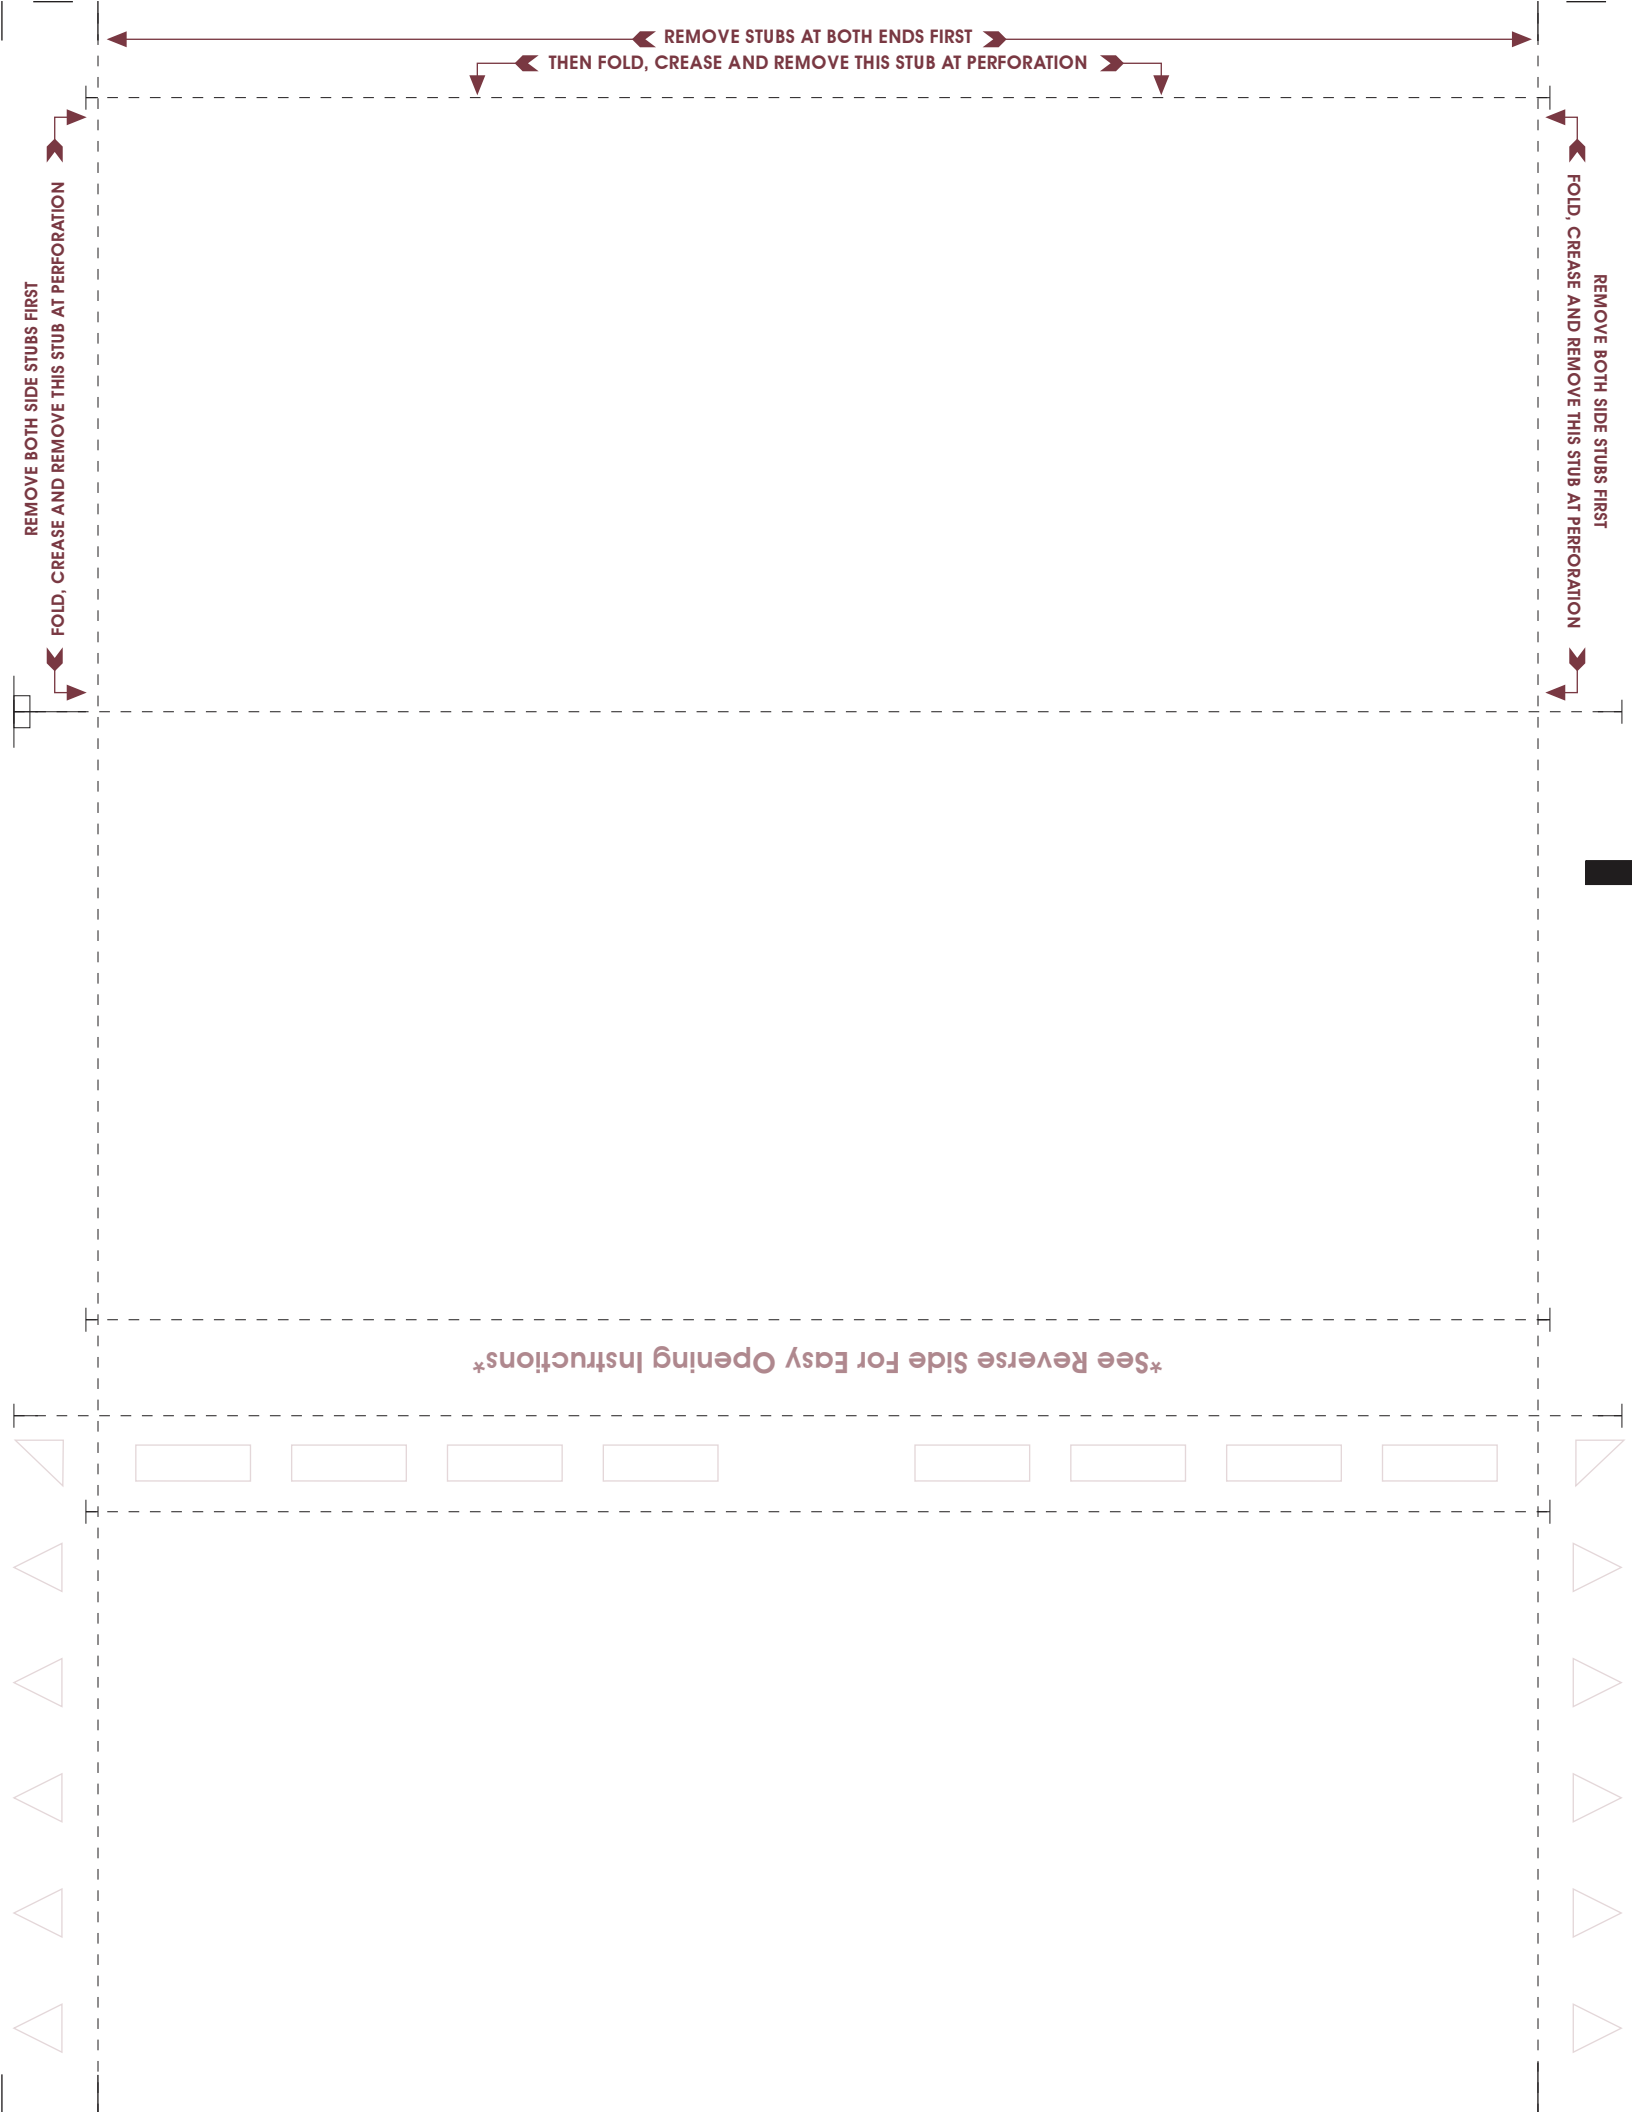 REMOVE STUBS AT BOTH ENDS FIRST
THEN FOLD, CREASE AND REMOVE THIS STUB AT PERFORATION
REMOVE BOTH SIDE STUBS FIRST
FOLD, CREASE AND REMOVE THIS STUB AT PERFORATION
REMOVE BOTH SIDE STUBS FIRST
FOLD, CREASE AND REMOVE THIS STUB AT PERFORATION
*See Reverse Side For Easy Opening Instructions*